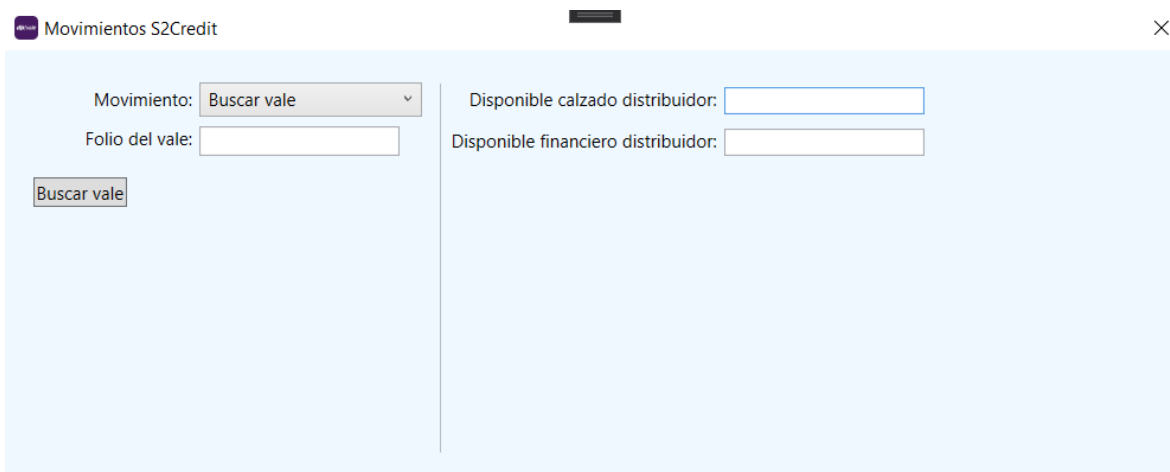 Movimientos S2Credit
Movimiento: Buscar vale
Folio del vale:
Buscar vale
Disponible calzado distribuidor:
Disponible financiero distribuidor: